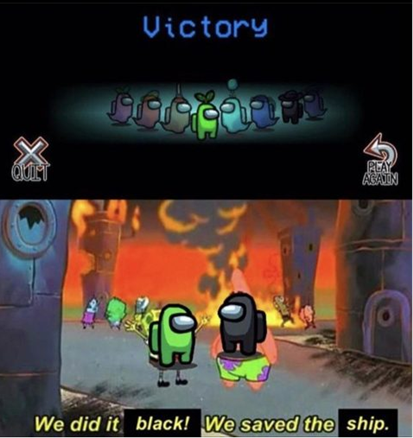 Victory
QUIT
PLAY
AGAIN
We did it black! We saved the ship.